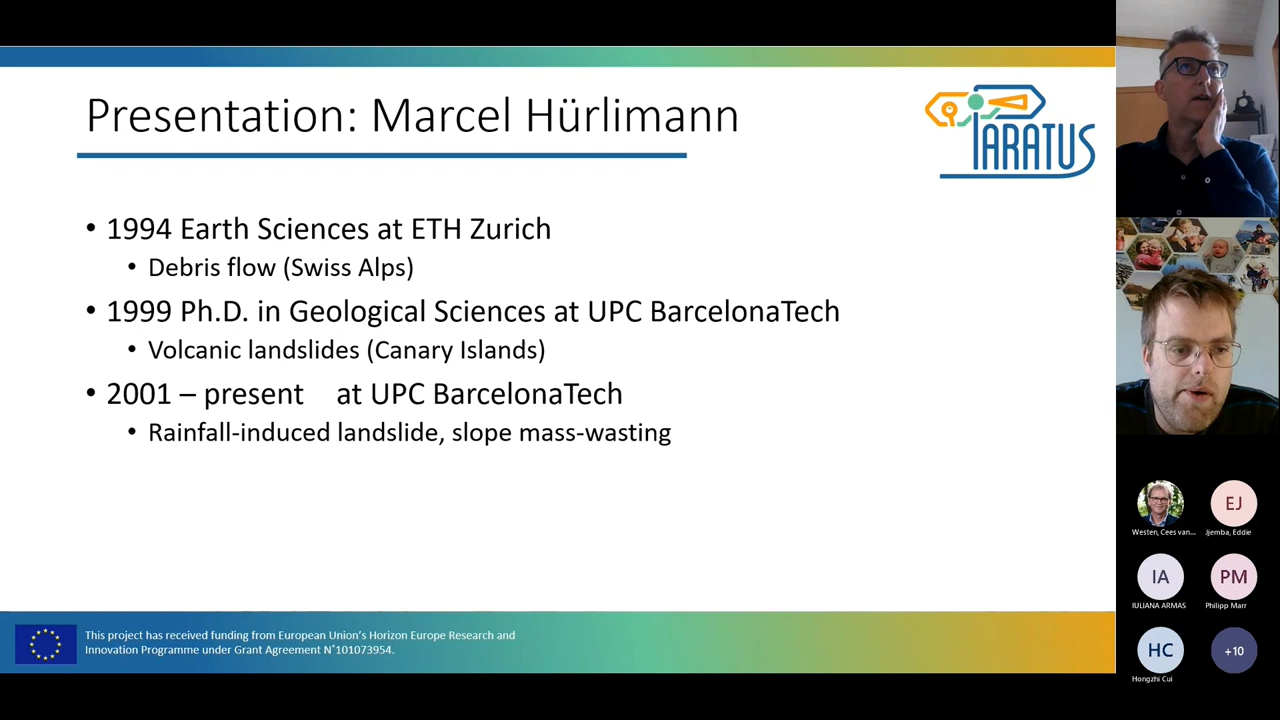 Presentation: Marcel Hürlimann
PARATUS
• 1994 Earth Sciences at ETH Zurich
• Debris flow (Swiss Alps)
• 1999 Ph.D. in Geological Sciences at UPC BarcelonaTech
• Volcanic landslides (Canary Islands)
• 2001 – present at UPC BarcelonaTech
• Rainfall-induced landslide, slope mass-wasting
This project has received funding from European Union's Horizon Europe Research and
Innovation Programme under Grant Agreement N°101073954.
Westen, Cees van...
EJ
Jjemba, Eddie
IA
IULIANA ARMAS
PM
Philipp Marr
HC
Hongzhi Cui
+10